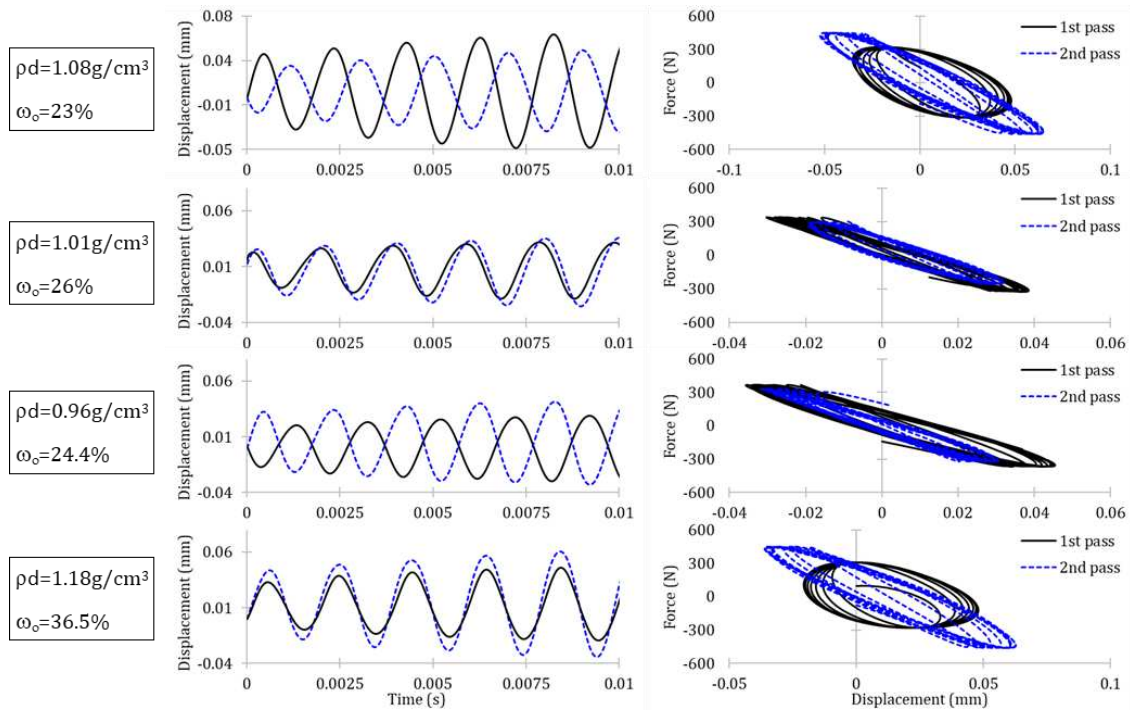 ρd=1.08g/cm³
ω₀=23%
Displacement (mm)
0.08
0.04
-0.01
-0.05
0 0.0025 0.005 0.0075 0.01
Force (N)
600
300
0
-300
-600
-0.1 -0.05 0 0.05 0.1
1st pass
2nd pass
ρd=1.01g/cm³
ω₀=26%
Displacement (mm)
0.06
0.01
-0.04
0 0.0025 0.005 0.0075 0.01
Force (N)
600
300
0
-300
-600
-0.04 -0.02 0 0.02 0.04 0.06
1st pass
2nd pass
ρd=0.96g/cm³
ω₀=24.4%
Displacement (mm)
0.06
0.01
-0.04
0 0.0025 0.005 0.0075 0.01
Force (N)
600
300
0
-300
-600
-0.04 -0.02 0 0.02 0.04 0.06
1st pass
2nd pass
ρd=1.18g/cm³
ω₀=36.5%
Displacement (mm)
0.06
0.01
-0.04
0 0.0025 0.005 0.0075 0.01
Time (s)
Force (N)
600
300
0
-300
-600
-0.05 0 0.05 0.1
Displacement (mm)
1st pass
2nd pass